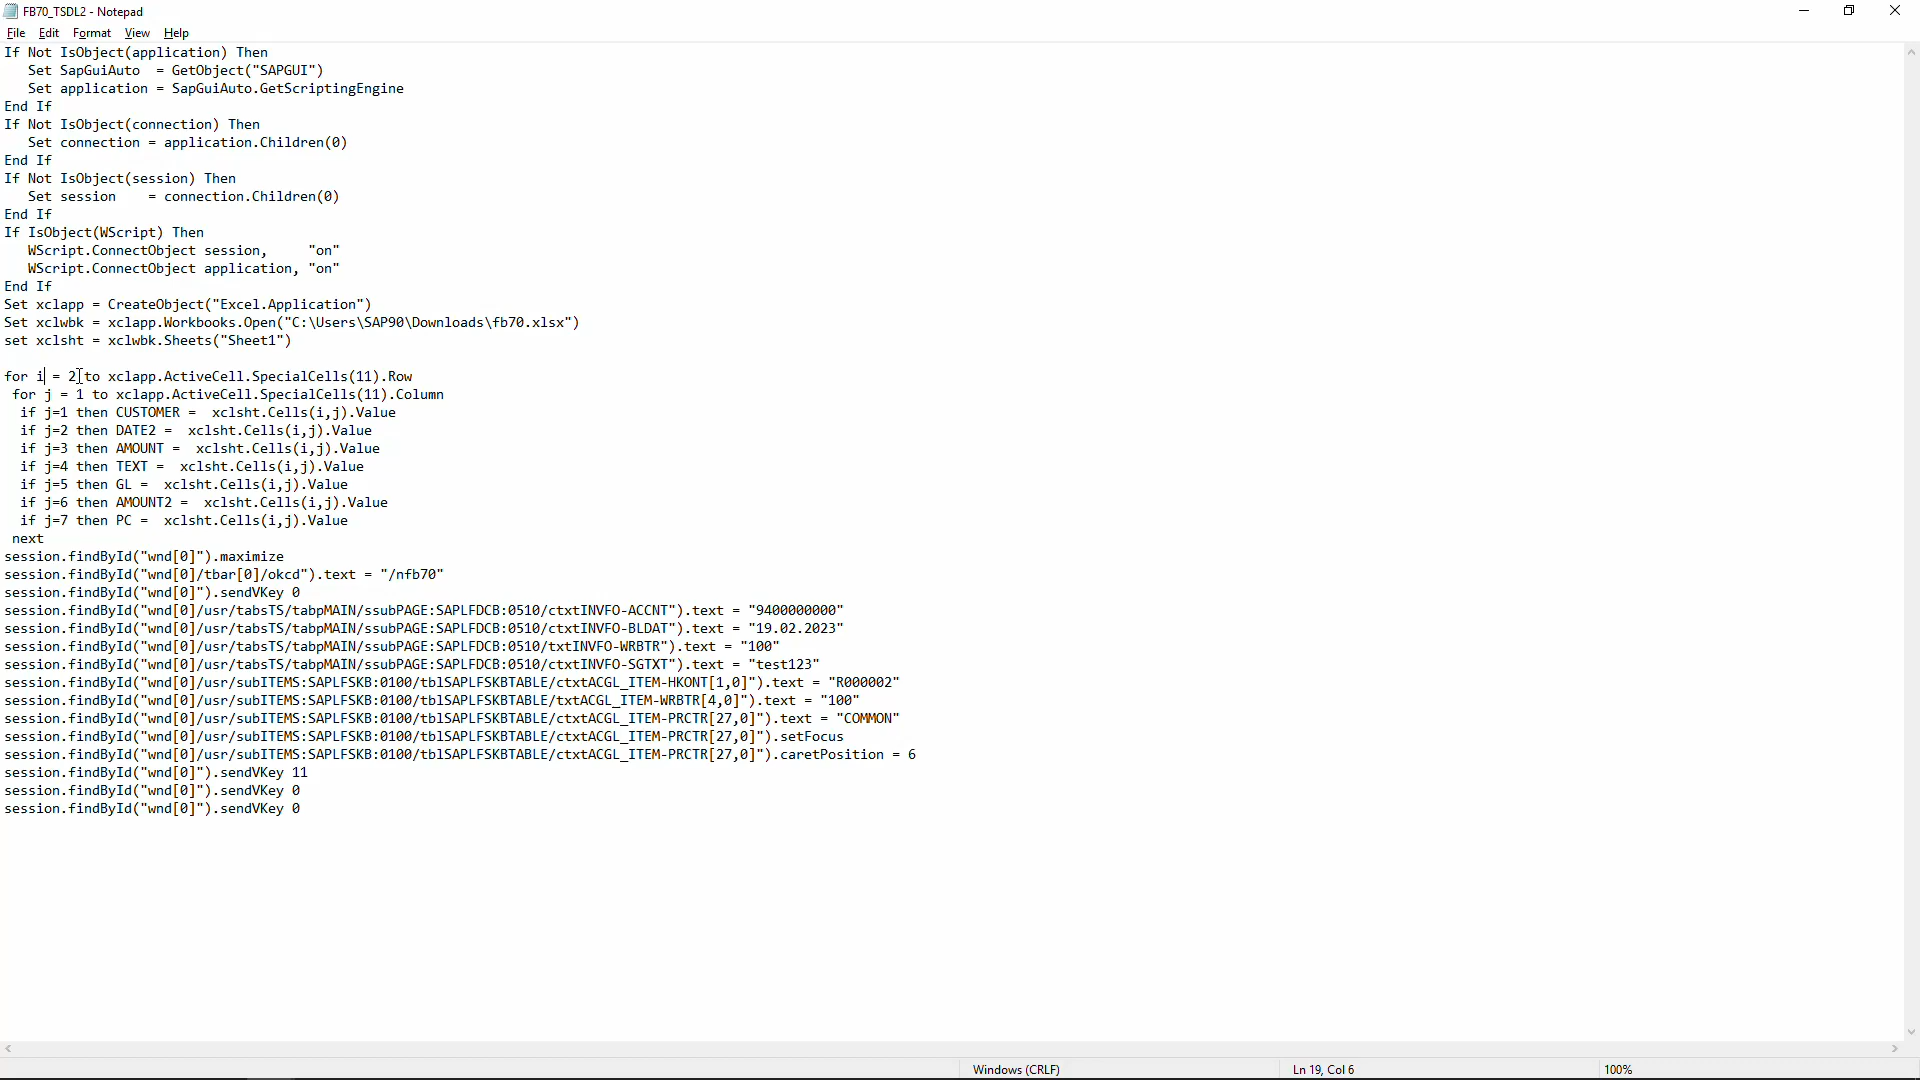 FB70_TSDL2 - Notepad
File Edit Format View Help
If Not IsObject(application) Then
   Set SapGuiAuto  = GetObject("SAPGUI")
   Set application = SapGuiAuto.GetScriptingEngine
End If
If Not IsObject(connection) Then
   Set connection = application.Children(0)
End If
If Not IsObject(session) Then
   Set session    = connection.Children(0)
End If
If IsObject(WScript) Then
   WScript.ConnectObject session,     "on"
   WScript.ConnectObject application, "on"
End If
Set xclapp = CreateObject("Excel.Application")
Set xclwbk = xclapp.Workbooks.Open("C:\Users\SAP90\Downloads\fb70.xlsx")
set xclsht = xclwbk.Sheets("Sheet1")

for i = 2 to xclapp.ActiveCell.SpecialCells(11).Row
 for j = 1 to xclapp.ActiveCell.SpecialCells(11).Column
  if j=1 then CUSTOMER =  xclsht.Cells(i,j).Value
  if j=2 then DATE2 =  xclsht.Cells(i,j).Value
  if j=3 then AMOUNT =  xclsht.Cells(i,j).Value
  if j=4 then TEXT =  xclsht.Cells(i,j).Value
  if j=5 then GL =  xclsht.Cells(i,j).Value
  if j=6 then AMOUNT2 =  xclsht.Cells(i,j).Value
  if j=7 then PC =  xclsht.Cells(i,j).Value
 next
session.findById("wnd[0]").maximize
session.findById("wnd[0]/tbar[0]/okcd").text = "/nfb70"
session.findById("wnd[0]").sendVKey 0
session.findById("wnd[0]/usr/tabsTS/tabpMAIN/ssubPAGE:SAPLFDCB:0510/ctxtINVFO-ACCNT").text = "9400000000"
session.findById("wnd[0]/usr/tabsTS/tabpMAIN/ssubPAGE:SAPLFDCB:0510/ctxtINVFO-BLDAT").text = "19.02.2023"
session.findById("wnd[0]/usr/tabsTS/tabpMAIN/ssubPAGE:SAPLFDCB:0510/txtINVFO-WRBTR").text = "100"
session.findById("wnd[0]/usr/tabsTS/tabpMAIN/ssubPAGE:SAPLFDCB:0510/ctxtINVFO-SGTXT").text = "test123"
session.findById("wnd[0]/usr/subITEMS:SAPLFSKB:0100/tblSAPLFSKBTABLE/ctxtACGL_ITEM-HKONT[1,0]").text = "R000002"
session.findById("wnd[0]/usr/subITEMS:SAPLFSKB:0100/tblSAPLFSKBTABLE/txtACGL_ITEM-WRBTR[4,0]").text = "100"
session.findById("wnd[0]/usr/subITEMS:SAPLFSKB:0100/tblSAPLFSKBTABLE/ctxtACGL_ITEM-PRCTR[27,0]").text = "COMMON"
session.findById("wnd[0]/usr/subITEMS:SAPLFSKB:0100/tblSAPLFSKBTABLE/ctxtACGL_ITEM-PRCTR[27,0]").setFocus
session.findById("wnd[0]/usr/subITEMS:SAPLFSKB:0100/tblSAPLFSKBTABLE/ctxtACGL_ITEM-PRCTR[27,0]").caretPosition = 6
session.findById("wnd[0]").sendVKey 11
session.findById("wnd[0]").sendVKey 0
session.findById("wnd[0]").sendVKey 0
Windows (CRLF) Ln 19, Col 6 100%